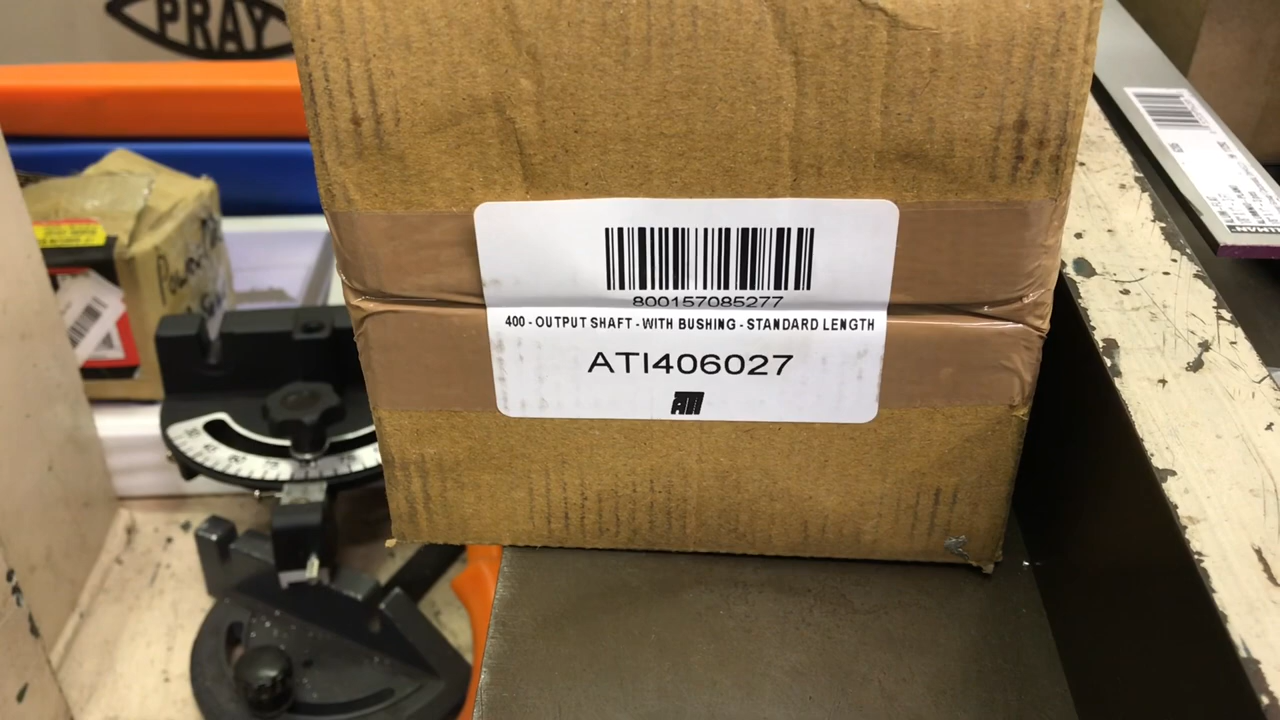 PRAY
800157085277
400 - OUTPUT SHAFT - WITH BUSHING - STANDARD LENGTH
ATI406027
ATI